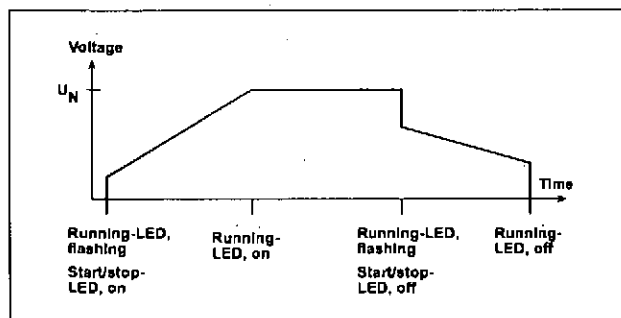 Voltage
U_N
Time
Running-LED, flashing
Start/stop-LED, on
Running-LED, on
Running-LED, flashing
Start/stop-LED, off
Running-LED, off